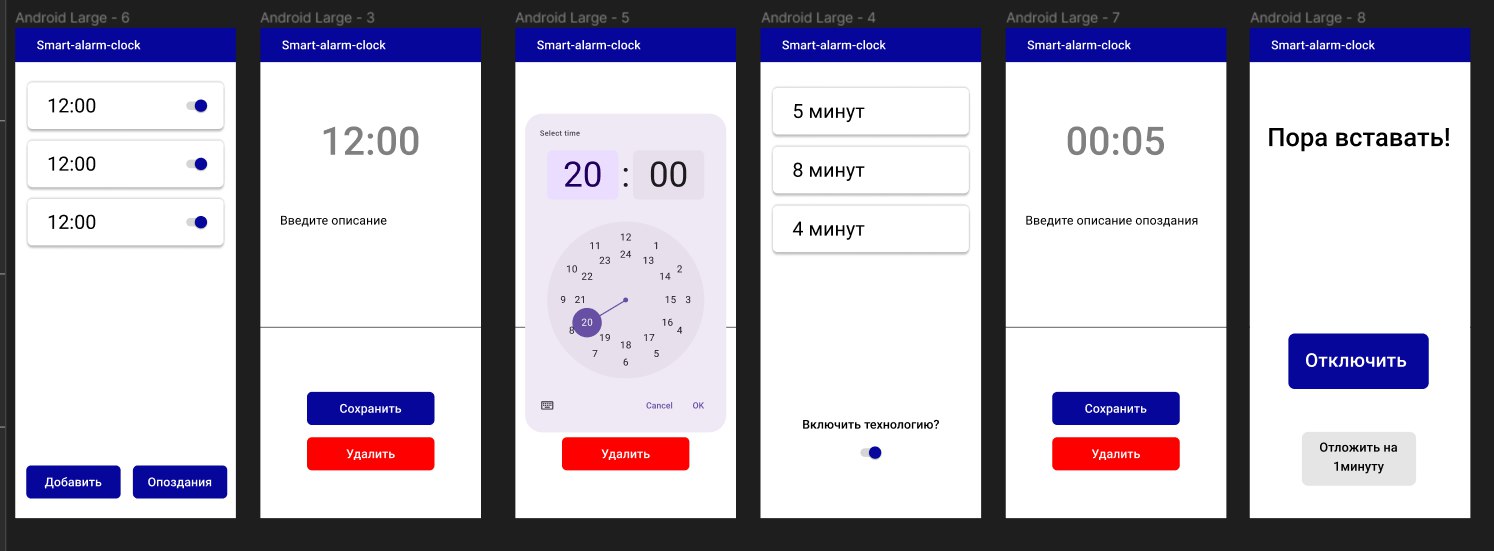 Android Large - 6
Smart-alarm-clock
12:00
12:00
12:00
Добавить
Опоздания
Android Large - 3
Smart-alarm-clock
12:00
Введите описание
Сохранить
Удалить
Android Large - 5
Smart-alarm-clock
Select time
20 : 00
12
11 1
24
23 13
10 2
22 14
9 21 15 3
20 16
8 4
19 17
18
7 5
6
Cancel OK
Удалить
Android Large - 4
Smart-alarm-clock
5 минут
8 минут
4 минут
Включить технологию?
Android Large - 7
Smart-alarm-clock
00:05
Введите описание опоздания
Сохранить
Удалить
Android Large - 8
Smart-alarm-clock
Пора вставать!
Отключить
Отложить на
1минуту